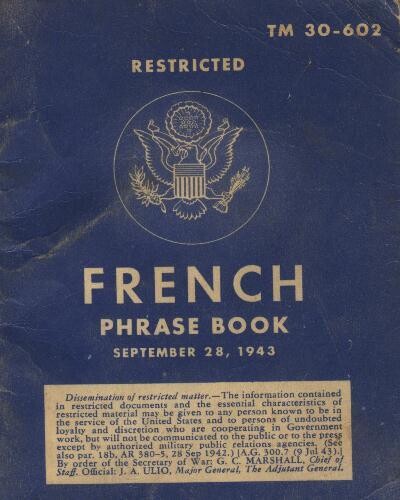 TM 30-602
RESTRICTED
FRENCH
PHRASE BOOK
SEPTEMBER 28, 1943
Dissemination of restricted matter.—The information contained
in restricted documents and the essential characteristics of
restricted material may be given to any person known to be in
the service of the United States and to persons of undoubted
loyalty and discretion who are cooperating in Government
work, but will not be communicated to the public or to the press
except by authorized military public relations agencies. (See
also par. 18b, AR 380-5, 28 Sep 1942.) [A.G. 300.7 (9 Jul 43).]
By order of the Secretary of War: G. C. MARSHALL, Chief of
Staff. Official: J. A. ULIO, Major General, The Adjutant General.